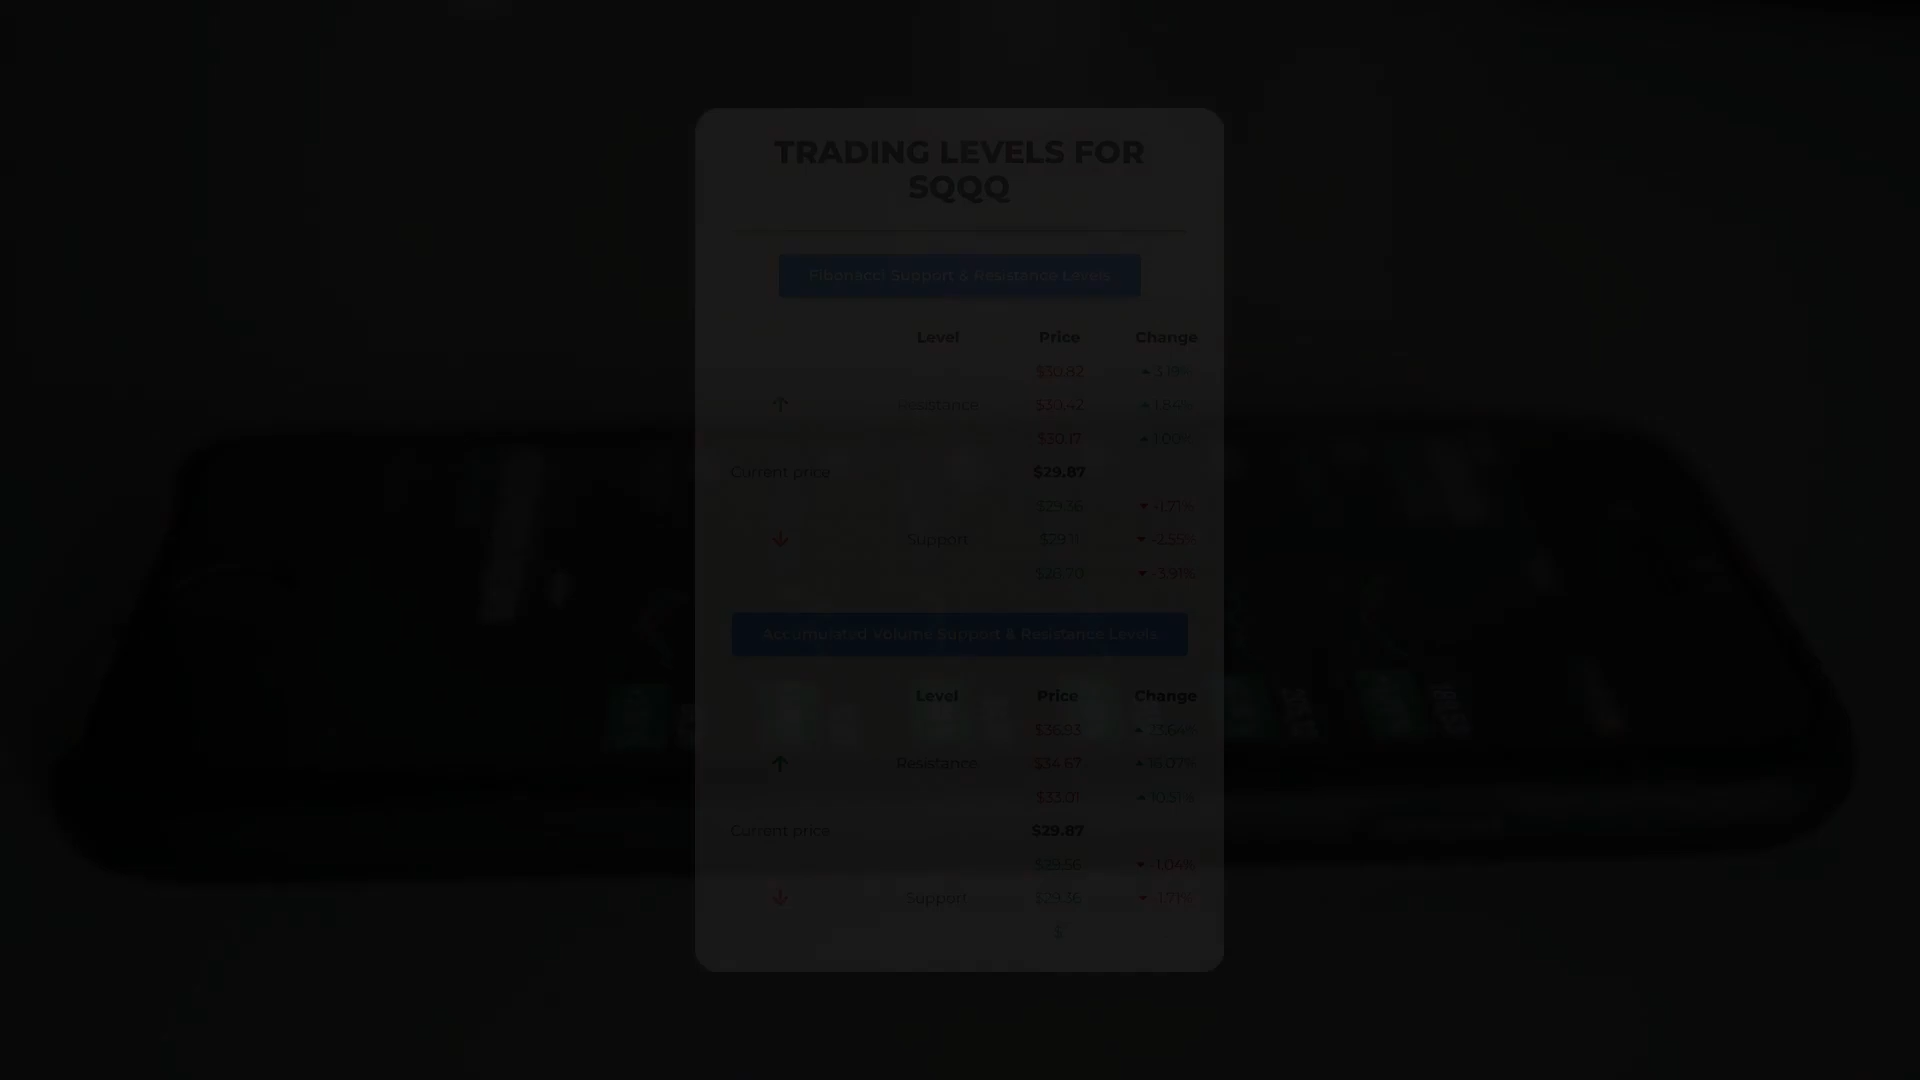 TRADING LEVELS FOR
SQQQ
Fibonacci Support & Resistance Levels
Level Price Change
$30.82 3.19%
Resistance $30.42 1.84%
$30.17 1.00%
Current price $29.87
$29.36 -1.71%
Support $29.11 -2.55%
$28.70 -3.91%
Accumulated Volume Support & Resistance Levels
Level Price Change
$36.93 23.64%
Resistance $34.67 16.07%
$33.01 10.51%
Current price $29.87
$29.56 -1.04%
Support $29.36 -1.71%
$